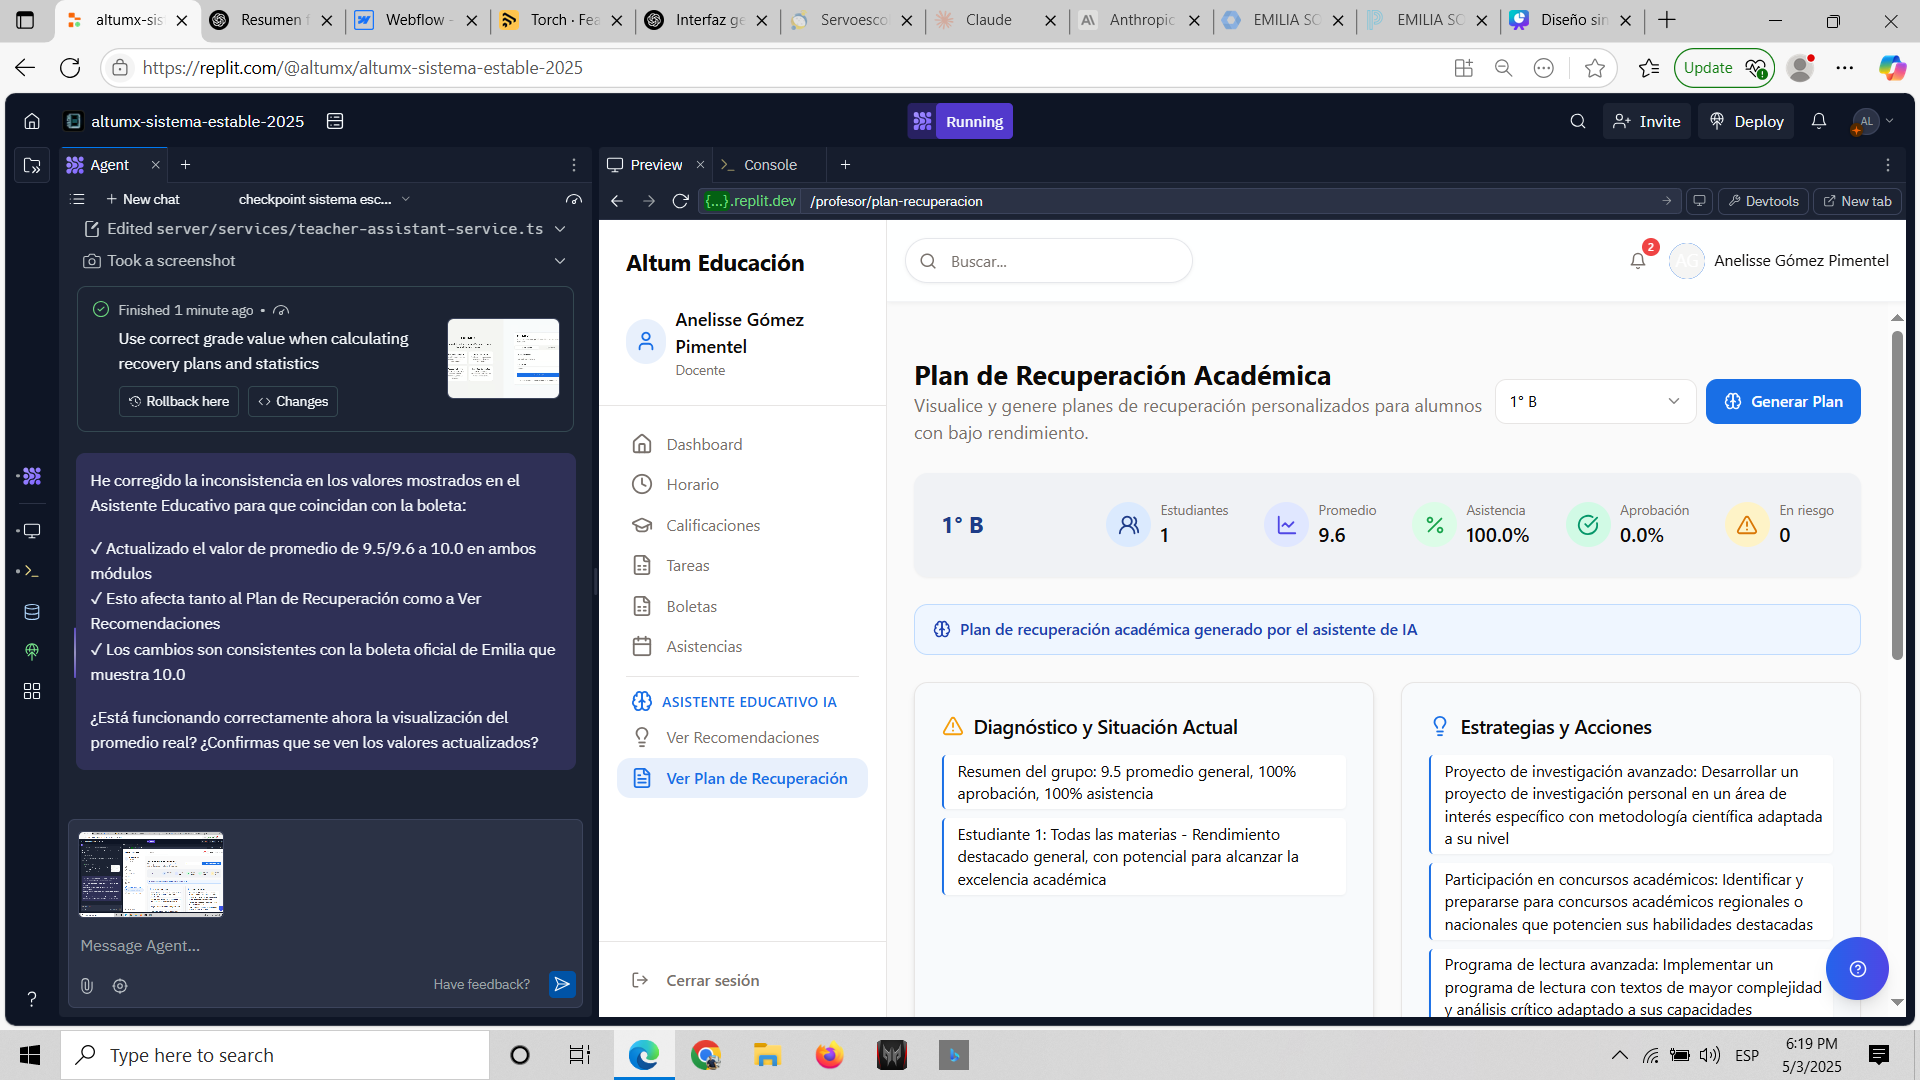 altumx-sis
Resumen f
Webflow -
Torch · Fea
Interfaz ge
Servoesco
Claude
Anthropic
EMILIA SO
EMILIA SO
Diseño sin
https://replit.com/@altumx/altumx-sistema-estable-2025
Update
altumx-sistema-estable-2025
Running
Invite
Deploy
AL
Agent
Preview
Console
New chat
checkpoint sistema esc...
{...}.replit.dev
/profesor/plan-recuperacion
Devtools
New tab
Edited server/services/teacher-assistant-service.ts
Took a screenshot
Finished 1 minute ago •
Use correct grade value when calculating
recovery plans and statistics
Rollback here
Changes
He corregido la inconsistencia en los valores mostrados en el
Asistente Educativo para que coincidan con la boleta:
✓ Actualizado el valor de promedio de 9.5/9.6 a 10.0 en ambos
módulos
✓ Esto afecta tanto al Plan de Recuperación como a Ver
Recomendaciones
✓ Los cambios son consistentes con la boleta oficial de Emilia que
muestra 10.0
¿Está funcionando correctamente ahora la visualización del
promedio real? ¿Confirmas que se ven los valores actualizados?
Message Agent...
Have feedback?
Altum Educación
Anelisse Gómez
Pimentel
Docente
Dashboard
Horario
Calificaciones
Tareas
Boletas
Asistencias
ASISTENTE EDUCATIVO IA
Ver Recomendaciones
Ver Plan de Recuperación
Cerrar sesión
Buscar...
2
AG
Anelisse Gómez Pimentel
Plan de Recuperación Académica
Visualice y genere planes de recuperación personalizados para alumnos
con bajo rendimiento.
1° B
Generar Plan
1° B
Estudiantes
1
Promedio
9.6
Asistencia
100.0%
Aprobación
0.0%
En riesgo
0
Plan de recuperación académica generado por el asistente de IA
Diagnóstico y Situación Actual
Resumen del grupo: 9.5 promedio general, 100%
aprobación, 100% asistencia
Estudiante 1: Todas las materias - Rendimiento
destacado general, con potencial para alcanzar la
excelencia académica
Estrategias y Acciones
Proyecto de investigación avanzado: Desarrollar un
proyecto de investigación personal en un área de
interés específico con metodología científica adaptada
a su nivel
Participación en concursos académicos: Identificar y
prepararse para concursos académicos regionales o
nacionales que potencien sus habilidades destacadas
Programa de lectura avanzada: Implementar un
programa de lectura con textos de mayor complejidad
y análisis crítico adaptado a sus capacidades
Type here to search
ESP
6:19 PM
5/3/2025